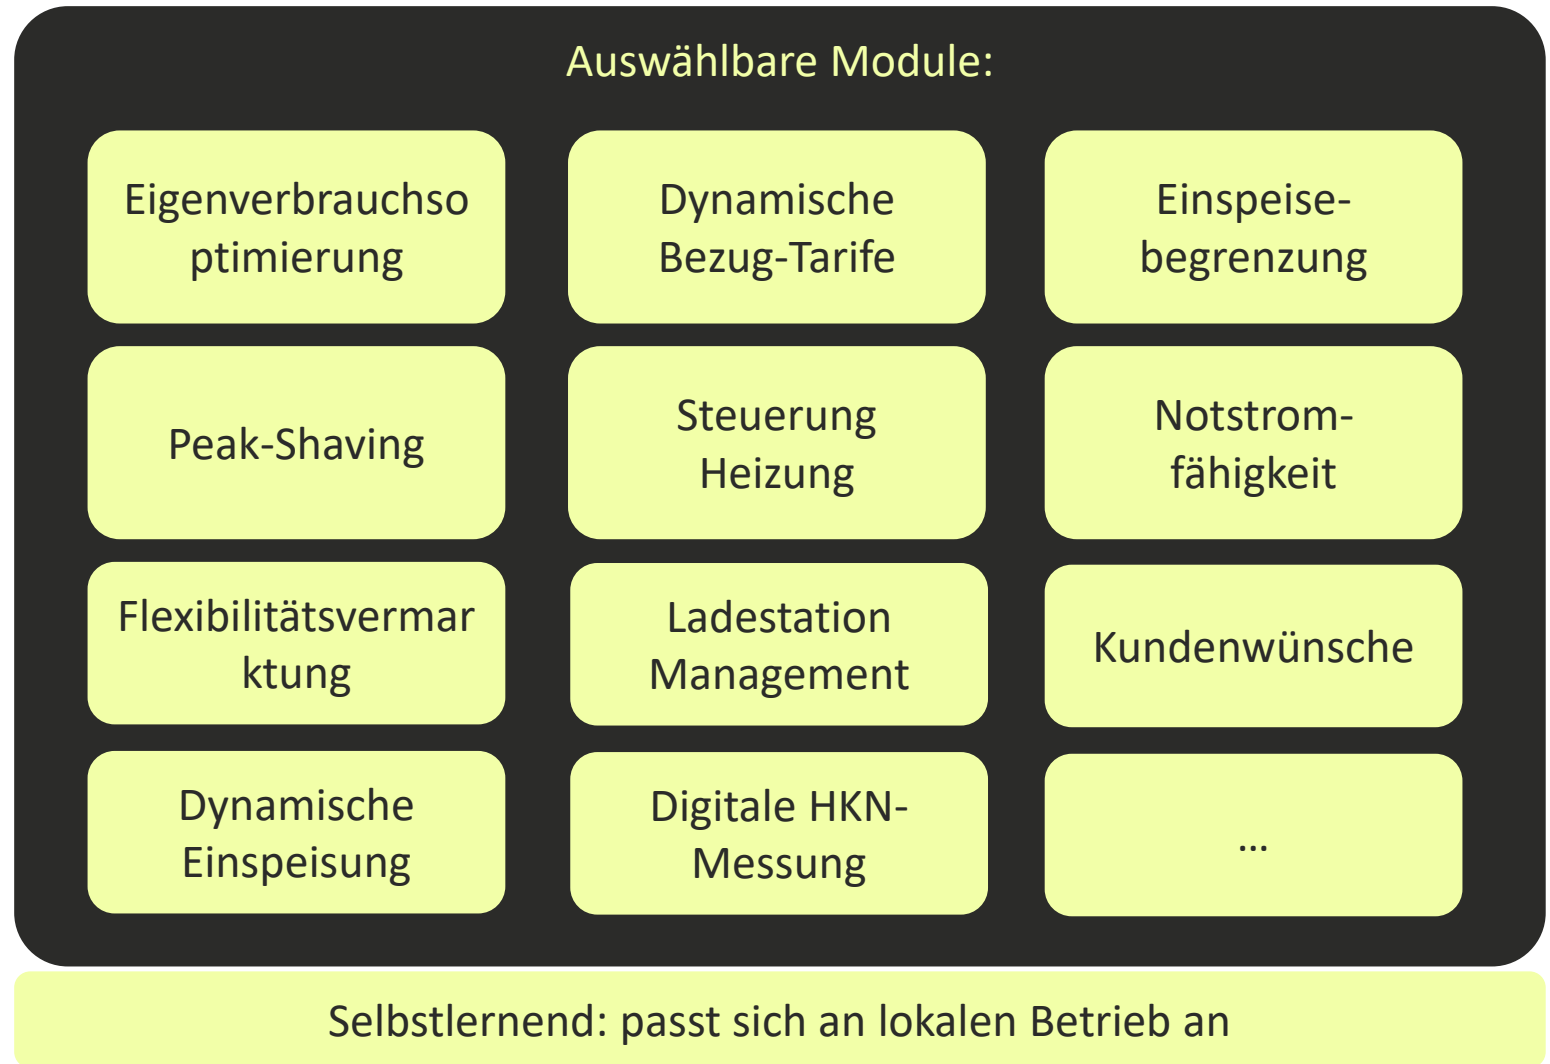 Auswählbare Module:
Eigenverbrauchso
ptimierung
Dynamische
Bezug-Tarife
Einspeise-
begrenzung
Peak-Shaving
Steuerung
Heizung
Notstrom-
fähigkeit
Flexibilitätsvermar
ktung
Ladestation
Management
Kundenwünsche
Dynamische
Einspeisung
Digitale HKN-
Messung
...
Selbstlernend: passt sich an lokalen Betrieb an